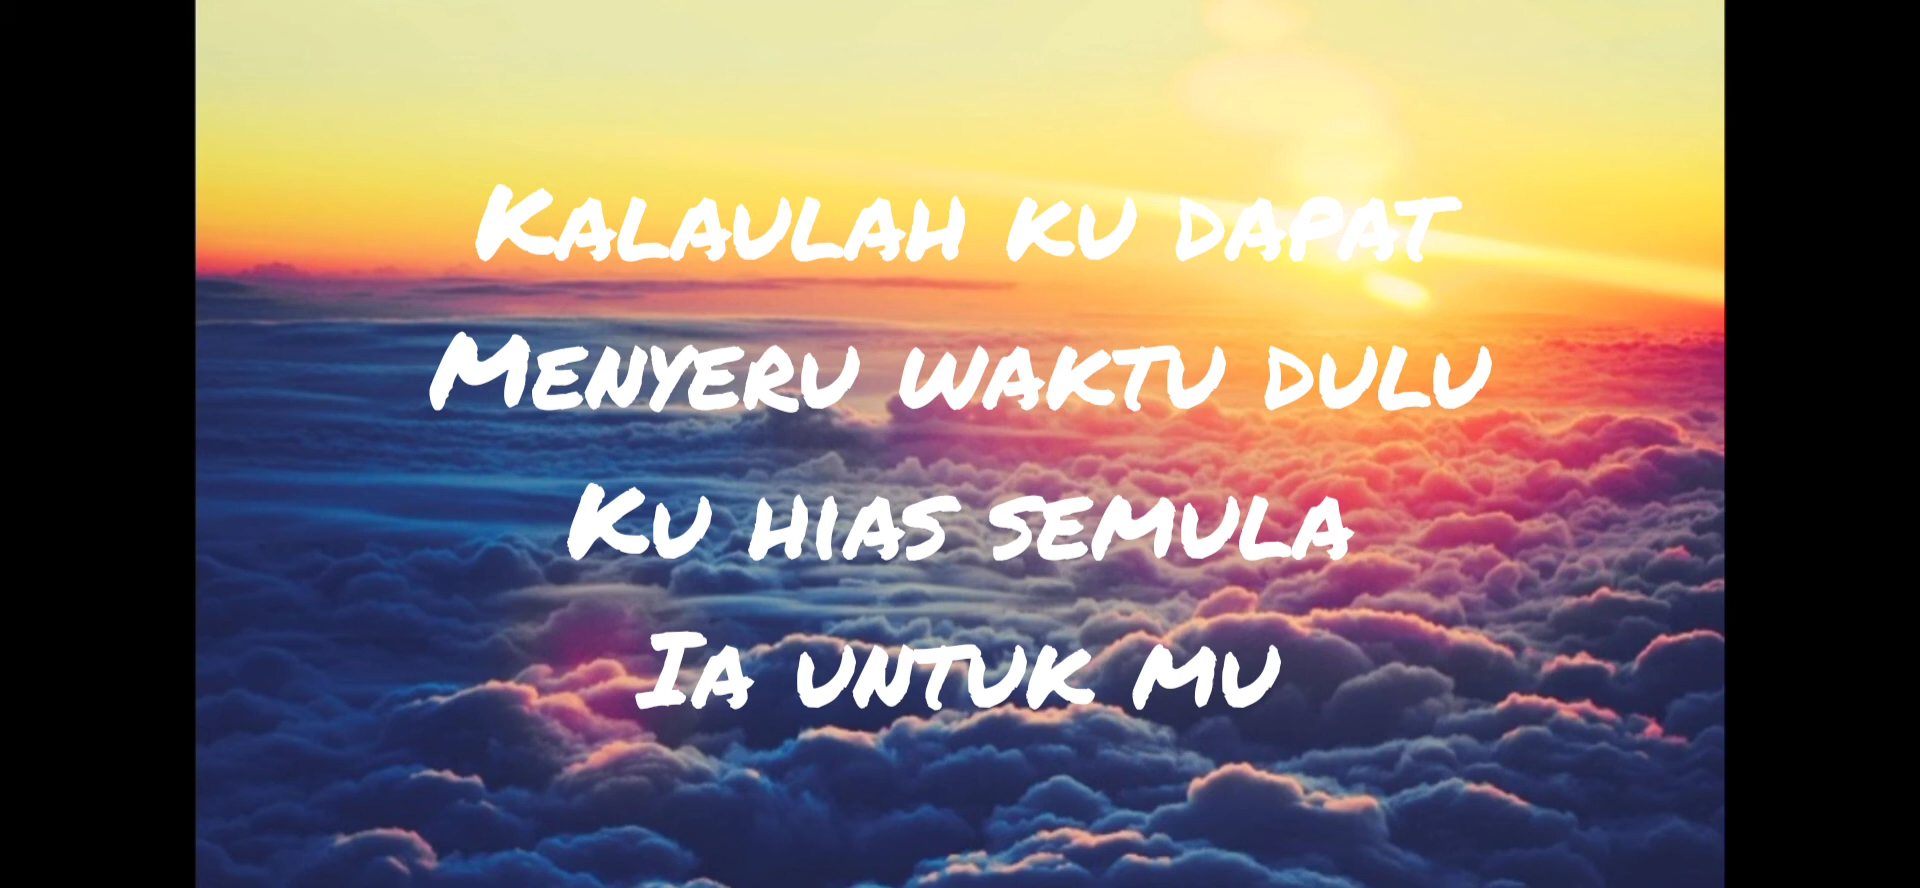 Kalaulah ku dapat
Menyeru waktu dulu
Ku hias semula
Ia untuk mu